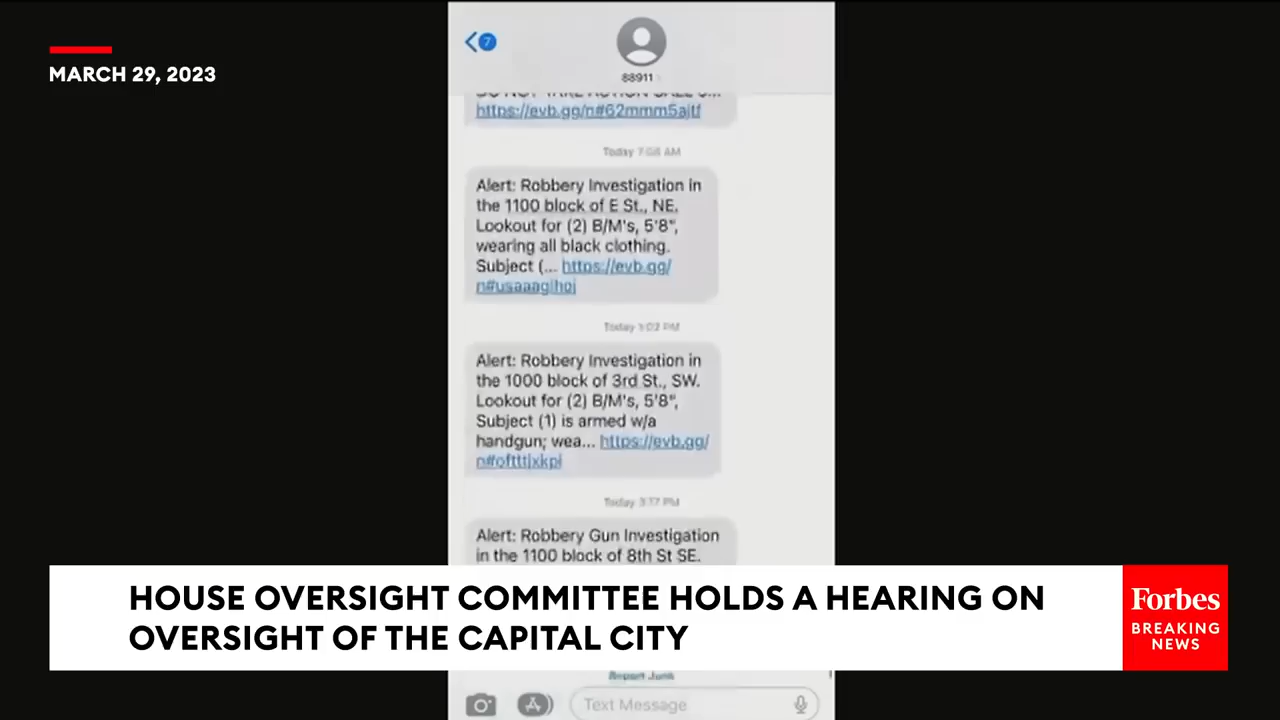 MARCH 29, 2023
7
88911
https://evb.gg/n#62mmm5ajtf
Today 7:08 AM
Alert: Robbery Investigation in
the 1100 block of E St., NE.
Lookout for (2) B/M's, 5'8",
wearing all black clothing.
Subject (... https://evb.gg/
n#usaaaglhoj
Today 1:02 PM
Alert: Robbery Investigation in
the 1000 block of 3rd St., SW.
Lookout for (2) B/M's, 5'8",
Subject (1) is armed w/a
handgun; wea... https://evb.gg/
Today PM
Alert: Robbery Gun Investigation
in the 1100 block of 8th St SE.
HOUSE OVERSIGHT COMMITTEE HOLDS A HEARING ON
OVERSIGHT OF THE CAPITAL CITY
Forbes
BREAKING
NEWS
Report Junk
Text Message